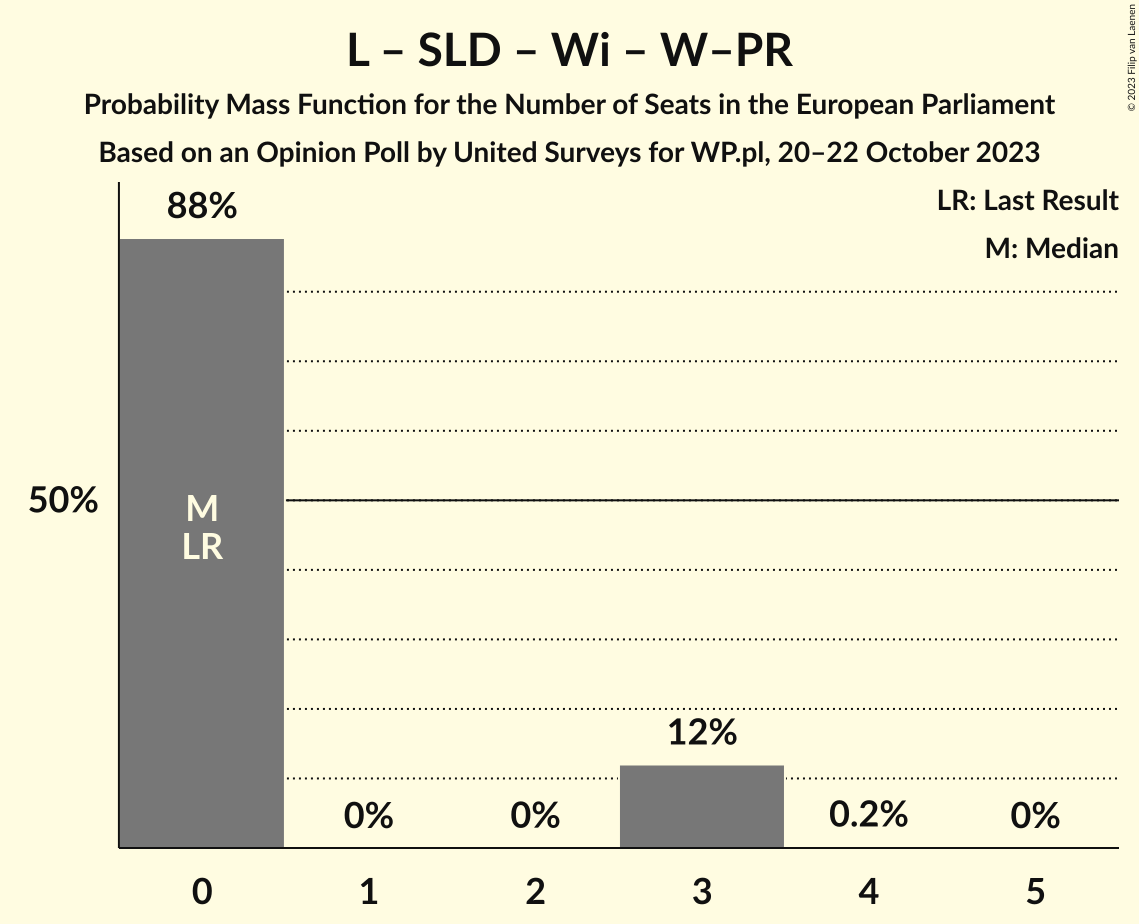 L – SLD – Wi – W–PR
Probability Mass Function for the Number of Seats in the European Parliament
Based on an Opinion Poll by United Surveys for WP.pl, 20–22 October 2023
© 2023 Filip van Laenen
LR: Last Result
M: Median
88%
50%
M
LR
12%
0%
0%
0.2%
0%
0
1
2
3
4
5